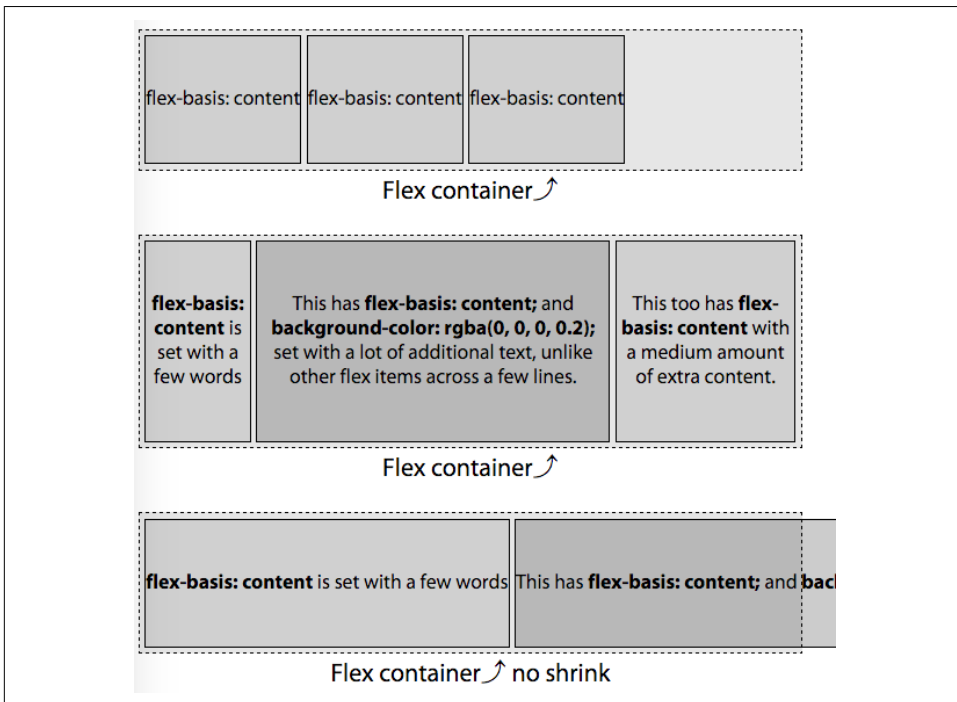 flex-basis: content flex-basis: content flex-basis: content
Flex container⤴
flex-basis:
content is
set with a
few words
This has flex-basis: content; and
background-color: rgba(0, 0, 0, 0.2);
set with a lot of additional text, unlike
other flex items across a few lines.
This too has flex-
basis: content with
a medium amount
of extra content.
Flex container⤴
flex-basis: content is set with a few words This has flex-basis: content; and
Flex container⤴ no shrink